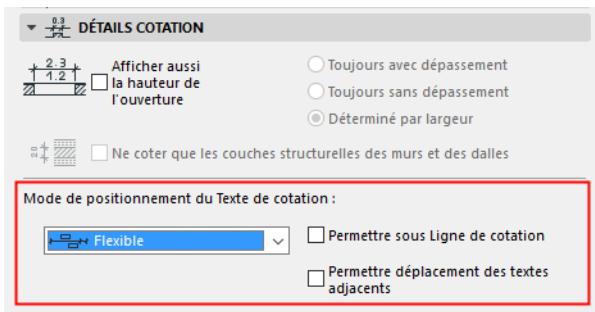 0.3
DÉTAILS COTATION
2.3
1.2
Afficher aussi
la hauteur de
l'ouverture
Toujours avec dépassement
Toujours sans dépassement
Déterminé par largeur
Ne coter que les couches structurelles des murs et des dalles
Mode de positionnement du Texte de cotation :
Flexible
Permettre sous Ligne de cotation
Permettre déplacement des textes
adjacents